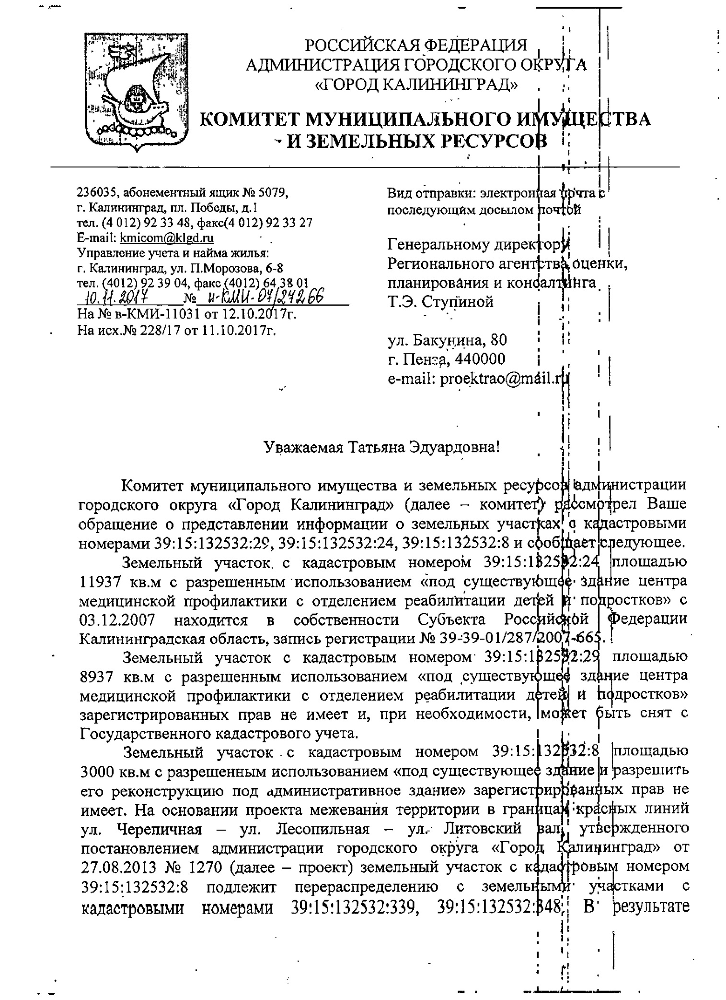 РОССИЙСКАЯ ФЕДЕРАЦИЯ
АДМИНИСТРАЦИЯ ГОРОДСКОГО ОКРУГА
«ГОРОД КАЛИНИНГРАД»
КОМИТЕТ МУНИЦИПАЛЬНОГО ИМУЩЕСТВА
И ЗЕМЕЛЬНЫХ РЕСУРСОВ
236035, абонементный ящик № 5079,
г. Калининград, пл. Победы, д.1
тел. (4 012) 92 33 48, факс(4 012) 92 33 27
E-mail: kmicom@klgd.ru
Управление учета и найма жилья:
г. Калининград, ул. П.Морозова, 6-8
тел. (4012) 92 39 04, факс (4012) 64 38 01
10.11.2017 № и-КМИ-07/24266
На № в-КМИ-11031 от 12.10.2017г.
На исх.№ 228/17 от 11.10.2017г.
Вид отправки: электронная почта с
последующим досылом почтой
Генеральному директору
Регионального агентства оценки,
планирования и консалтинга
Т.Э. Ступиной
ул. Бакунина, 80
г. Пенза, 440000
e-mail: proektrao@mail.ru
Уважаемая Татьяна Эдуардовна!
Комитет муниципального имущества и земельных ресурсов администрации
городского округа «Город Калининград» (далее – комитет) рассмотрел Ваше
обращение о представлении информации о земельных участках с кадастровыми
номерами 39:15:132532:29, 39:15:132532:24, 39:15:132532:8 и сообщает следующее.
Земельный участок с кадастровым номером 39:15:132532:24 площадью
11937 кв.м с разрешенным использованием «под существующее здание центра
медицинской профилактики с отделением реабилитации детей и подростков» с
03.12.2007 находится в собственности Субъекта Российской Федерации
Калининградская область, запись регистрации № 39-39-01/287/2007-665.
Земельный участок с кадастровым номером 39:15:132532:29 площадью
8937 кв.м с разрешенным использованием «под существующее здание центра
медицинской профилактики с отделением реабилитации детей и подростков»
зарегистрированных прав не имеет и, при необходимости, может быть снят с
Государственного кадастрового учета.
Земельный участок с кадастровым номером 39:15:132532:8 площадью
3000 кв.м с разрешенным использованием «под существующее здание и разрешить
его реконструкцию под административное здание» зарегистрированных прав не
имеет. На основании проекта межевания территории в границах красных линий
ул. Черепичная – ул. Лесопильная – ул. Литовский вал, утвержденного
постановлением администрации городского округа «Город Калининград» от
27.08.2013 № 1270 (далее – проект) земельный участок с кадастровым номером
39:15:132532:8 подлежит перераспределению с земельными участками с
кадастровыми номерами 39:15:132532:339, 39:15:132532:348. В результате